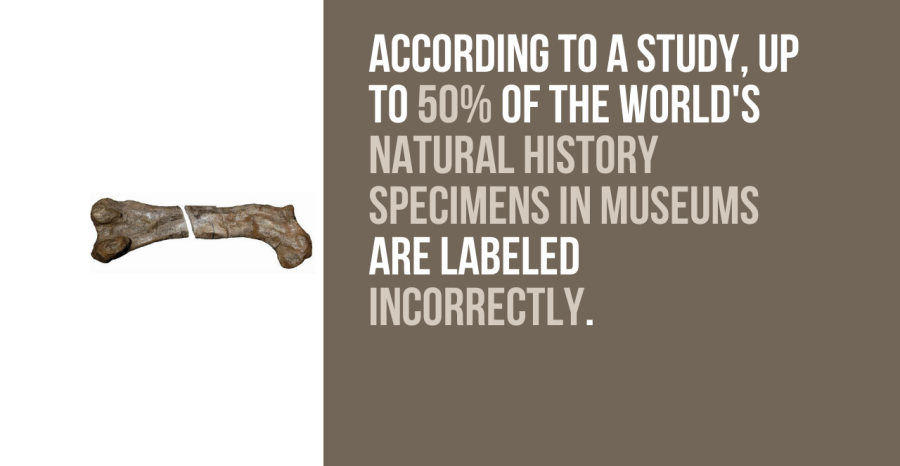 ACCORDING TO A STUDY, UP
TO 50% OF THE WORLD'S
NATURAL HISTORY
SPECIMENS IN MUSEUMS
ARE LABELED
INCORRECTLY.